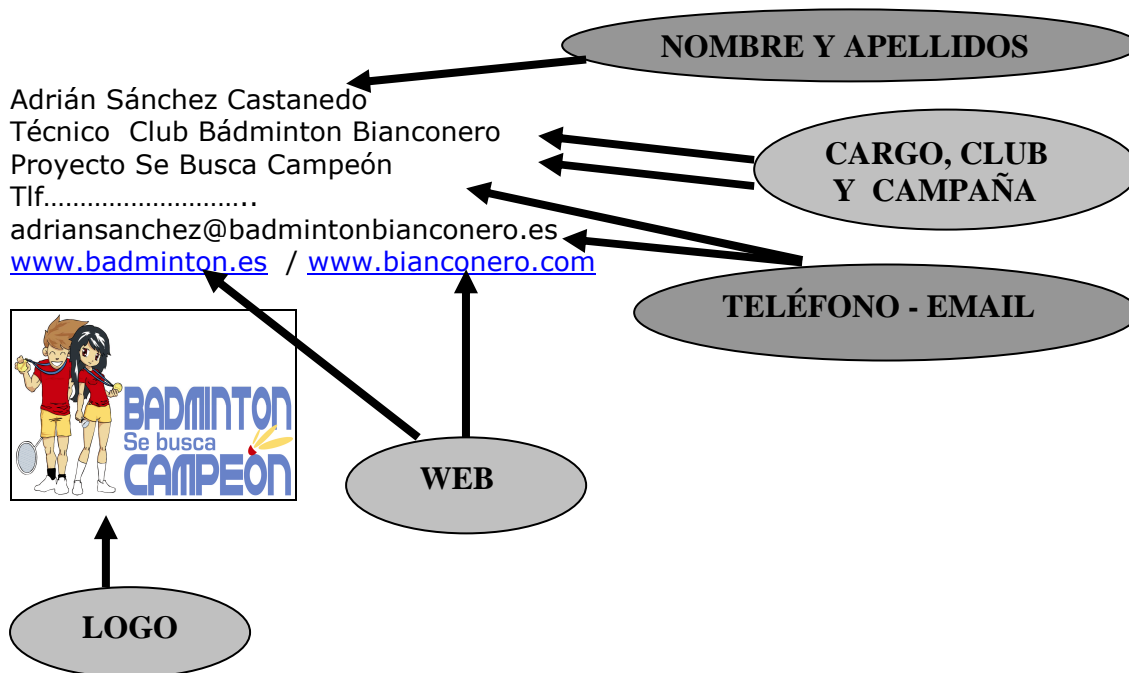 NOMBRE Y APELLIDOS
Adrián Sánchez Castanedo
Técnico  Club Bádminton Bianconero
Proyecto Se Busca Campeón
Tlf………………………..
adriansanchez@badmintonbianconero.es
www.badminton.es  / www.bianconero.com
CARGO, CLUB
Y  CAMPAÑA
TELÉFONO - EMAIL
BADMINTON
Se busca
CAMPEÓN
WEB
LOGO